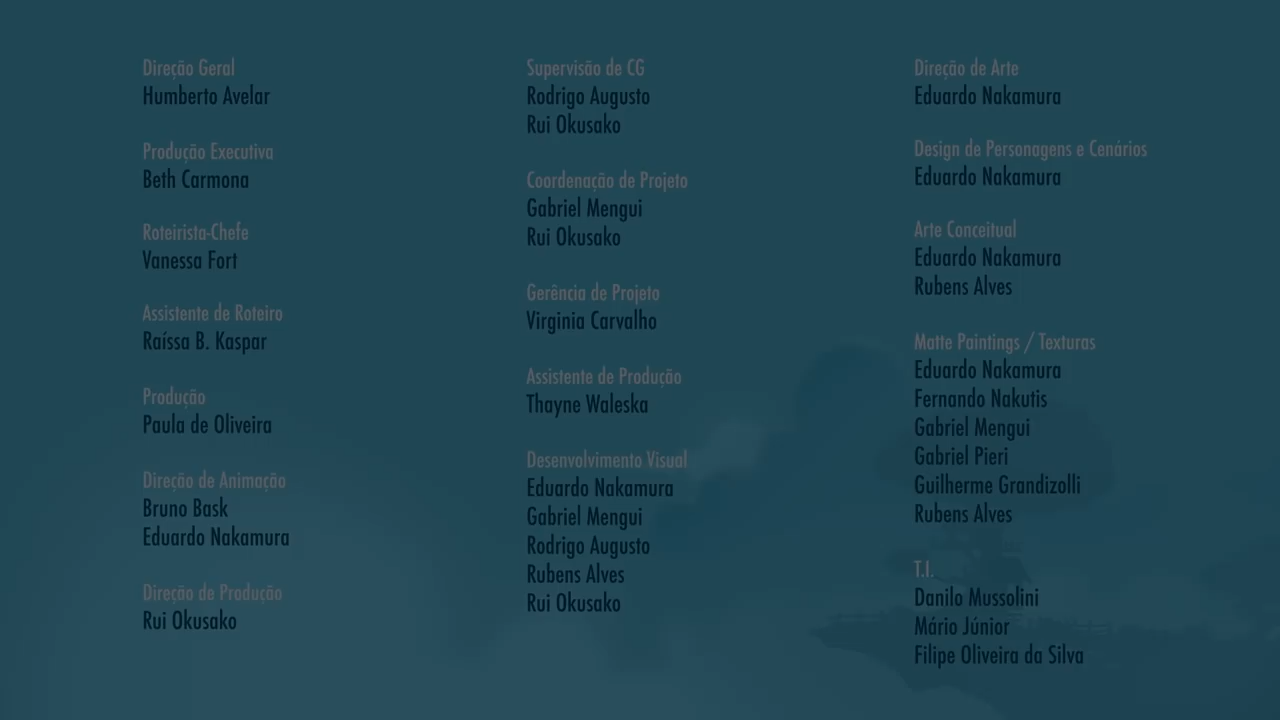 Direção Geral
Humberto Avelar
Produção Executiva
Beth Carmona
Roteirista-Chefe
Vanessa Fort
Assistente de Roteiro
Raíssa B. Kaspar
Produção
Paula de Oliveira
Direção de Animação
Bruno Bask
Eduardo Nakamura
Direção de Produção
Rui Okusako
Supervisão de CG
Rodrigo Augusto
Rui Okusako
Coordenação de Projeto
Gabriel Mengui
Rui Okusako
Gerência de Projeto
Virginia Carvalho
Assistente de Produção
Thayne Waleska
Desenvolvimento Visual
Eduardo Nakamura
Gabriel Mengui
Rodrigo Augusto
Rubens Alves
Rui Okusako
Direção de Arte
Eduardo Nakamura
Design de Personagens e Cenários
Eduardo Nakamura
Arte Conceitual
Eduardo Nakamura
Rubens Alves
Matte Paintings / Texturas
Eduardo Nakamura
Fernando Nakutis
Gabriel Mengui
Gabriel Pieri
Guilherme Grandizolli
Rubens Alves
T.I.
Danilo Mussolini
Mário Júnior
Filipe Oliveira da Silva